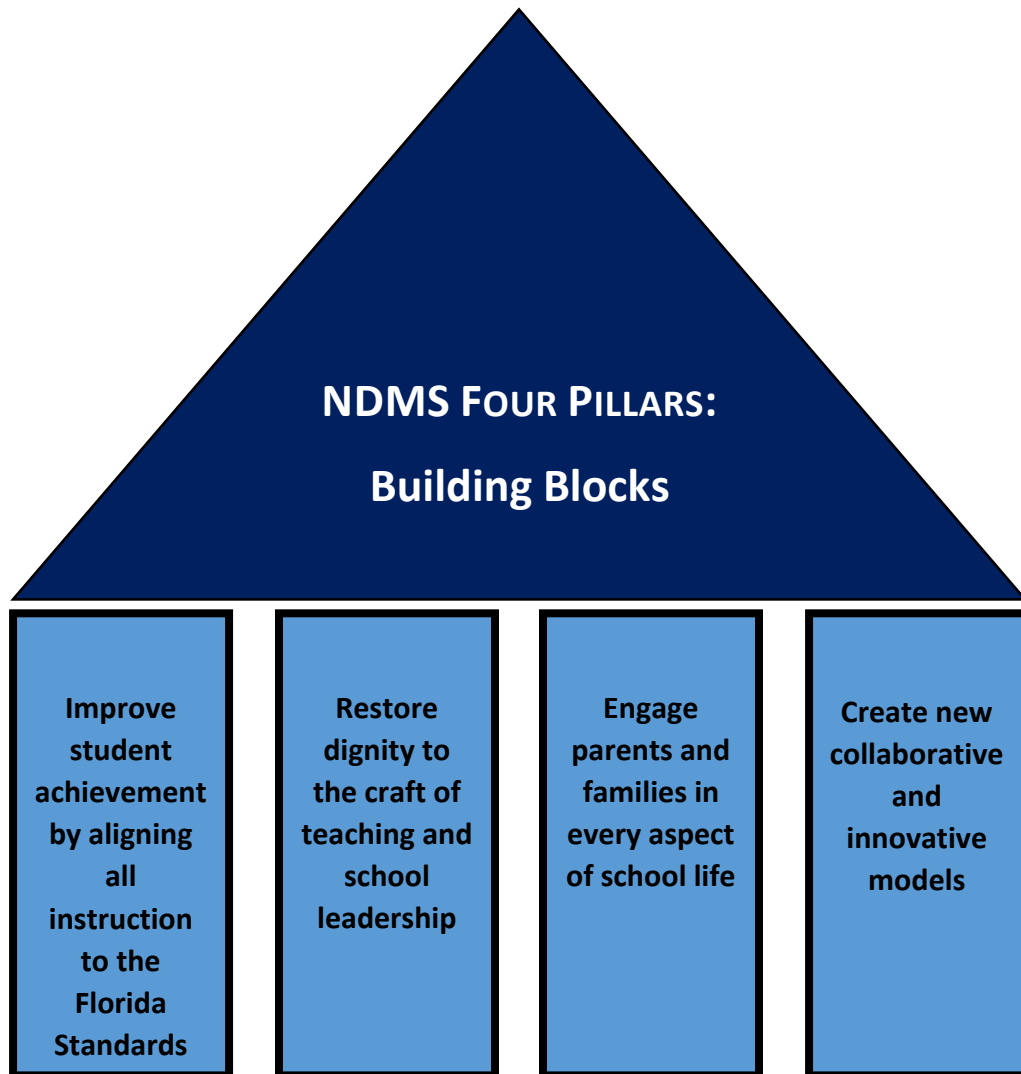 NDMS FOUR PILLARS:
Building Blocks
Improve
student
achievement
by aligning
all
instruction
to the
Florida
Standards
Restore
dignity to
the craft of
teaching and
school
leadership
Engage
parents and
families in
every aspect
of school life
Create new
collaborative
and
innovative
models